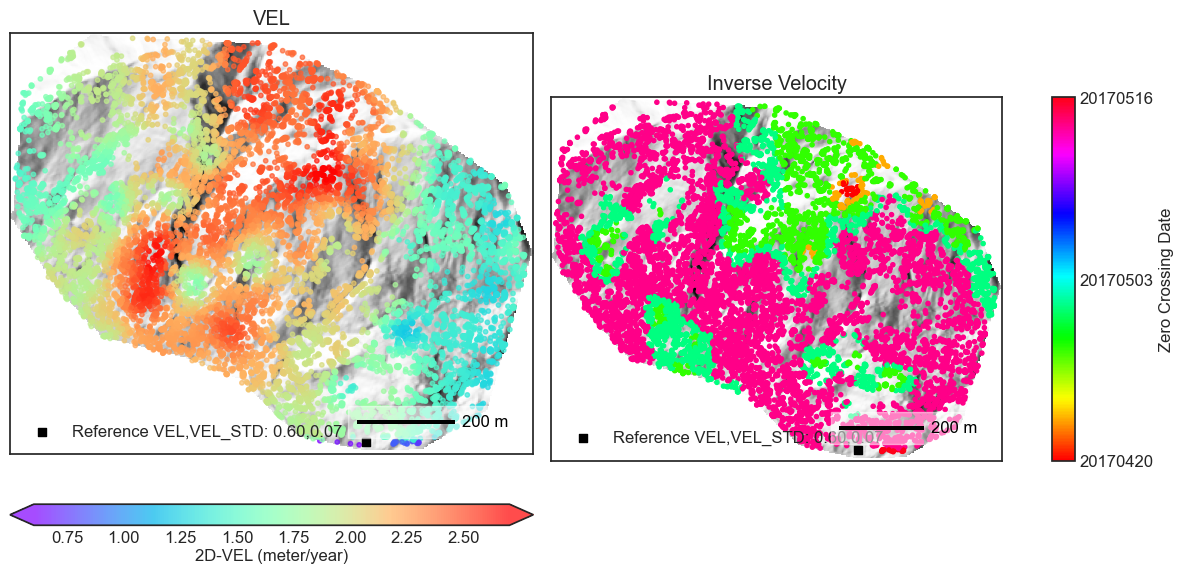 VEL
Reference VEL,VEL_STD: 0.60,0.07
200 m
0.75 1.00 1.25 1.50 1.75 2.00 2.25 2.50
2D-VEL (meter/year)
Inverse Velocity
Reference VEL,VEL_STD: 0.60,0.07
200 m
20170516
20170503
20170420
Zero Crossing Date